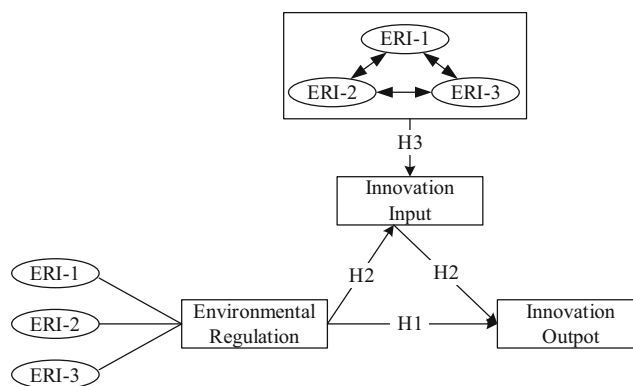 ERI-1
ERI-2
ERI-3
H3
Innovation
Input
ERI-1
H2
H2
ERI-2
Environmental
Regulation
H1
Innovation
Outpot
ERI-3